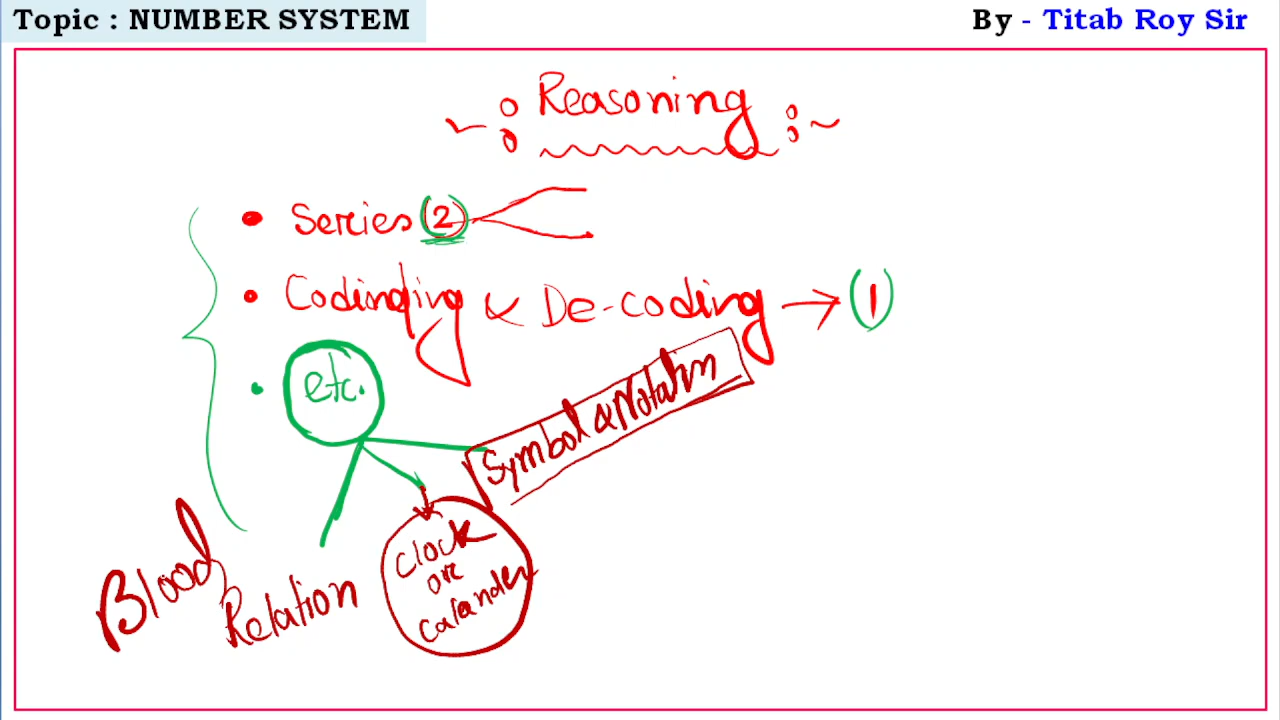 Topic : NUMBER SYSTEM
By - Titab Roy Sir
Reasoning
• Series (2)
• Codinding & De-coding → (1)
• etc.
Symbol & Notation
Clock
or
calander
Blood
Relation